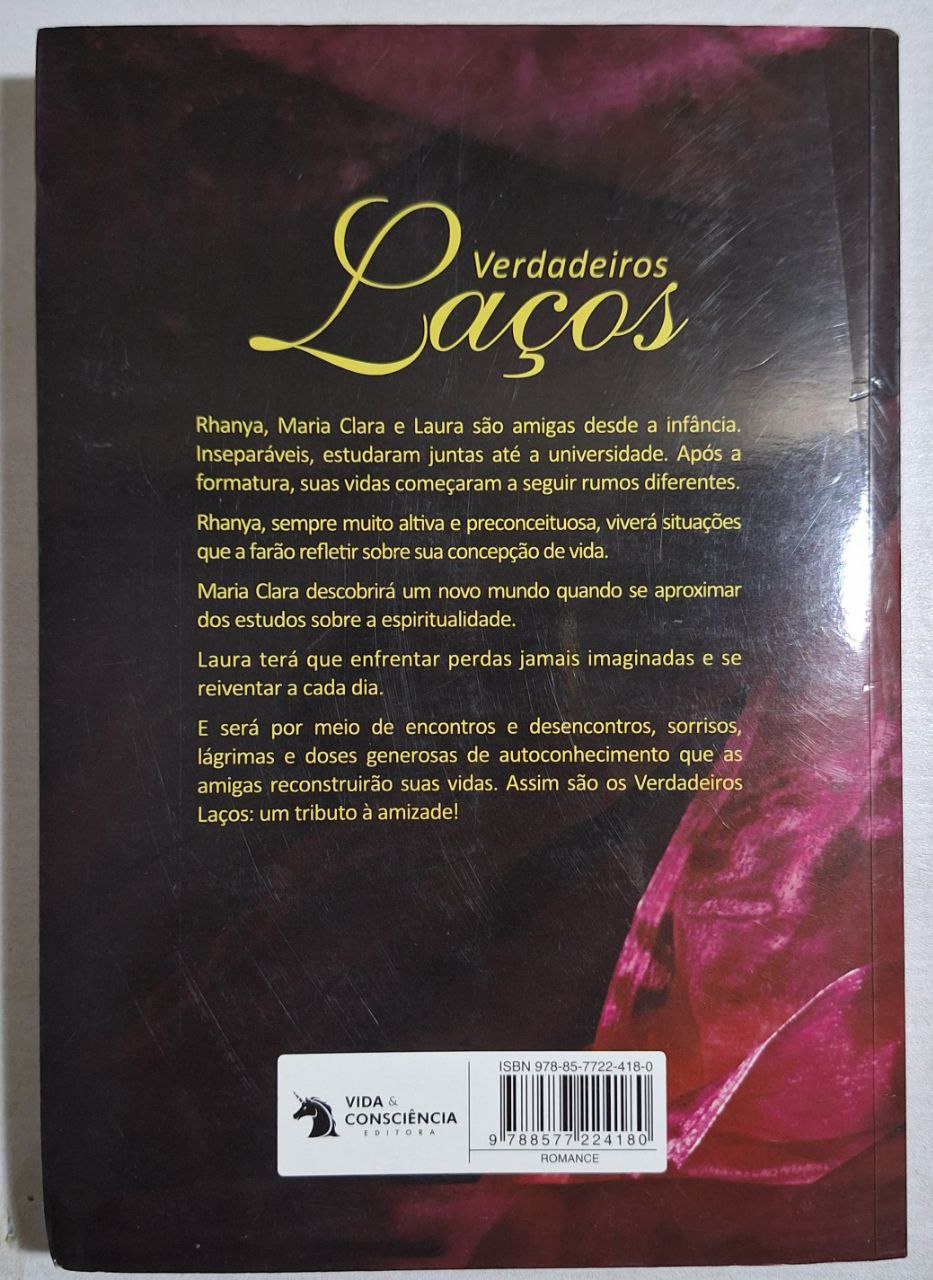 Verdadeiros
Laços
Rhanya, Maria Clara e Laura são amigas desde a infância.
Inseparáveis, estudaram juntas até a universidade. Após a
formatura, suas vidas começaram a seguir rumos diferentes.
Rhanya, sempre muito altiva e preconceituosa, viverá situações
que a farão refletir sobre sua concepção de vida.
Maria Clara descobrirá um novo mundo quando se aproximar
dos estudos sobre a espiritualidade.
Laura terá que enfrentar perdas jamais imaginadas e se
reiventar a cada dia.
E será por meio de encontros e desencontros, sorrisos,
lágrimas e doses generosas de autoconhecimento que as
amigas reconstruirão suas vidas. Assim são os Verdadeiros
Laços: um tributo à amizade!
VIDA &
CONSCIÊNCIA
EDITORA
ISBN 978-85-7722-418-0
9 788577 224180
ROMANCE